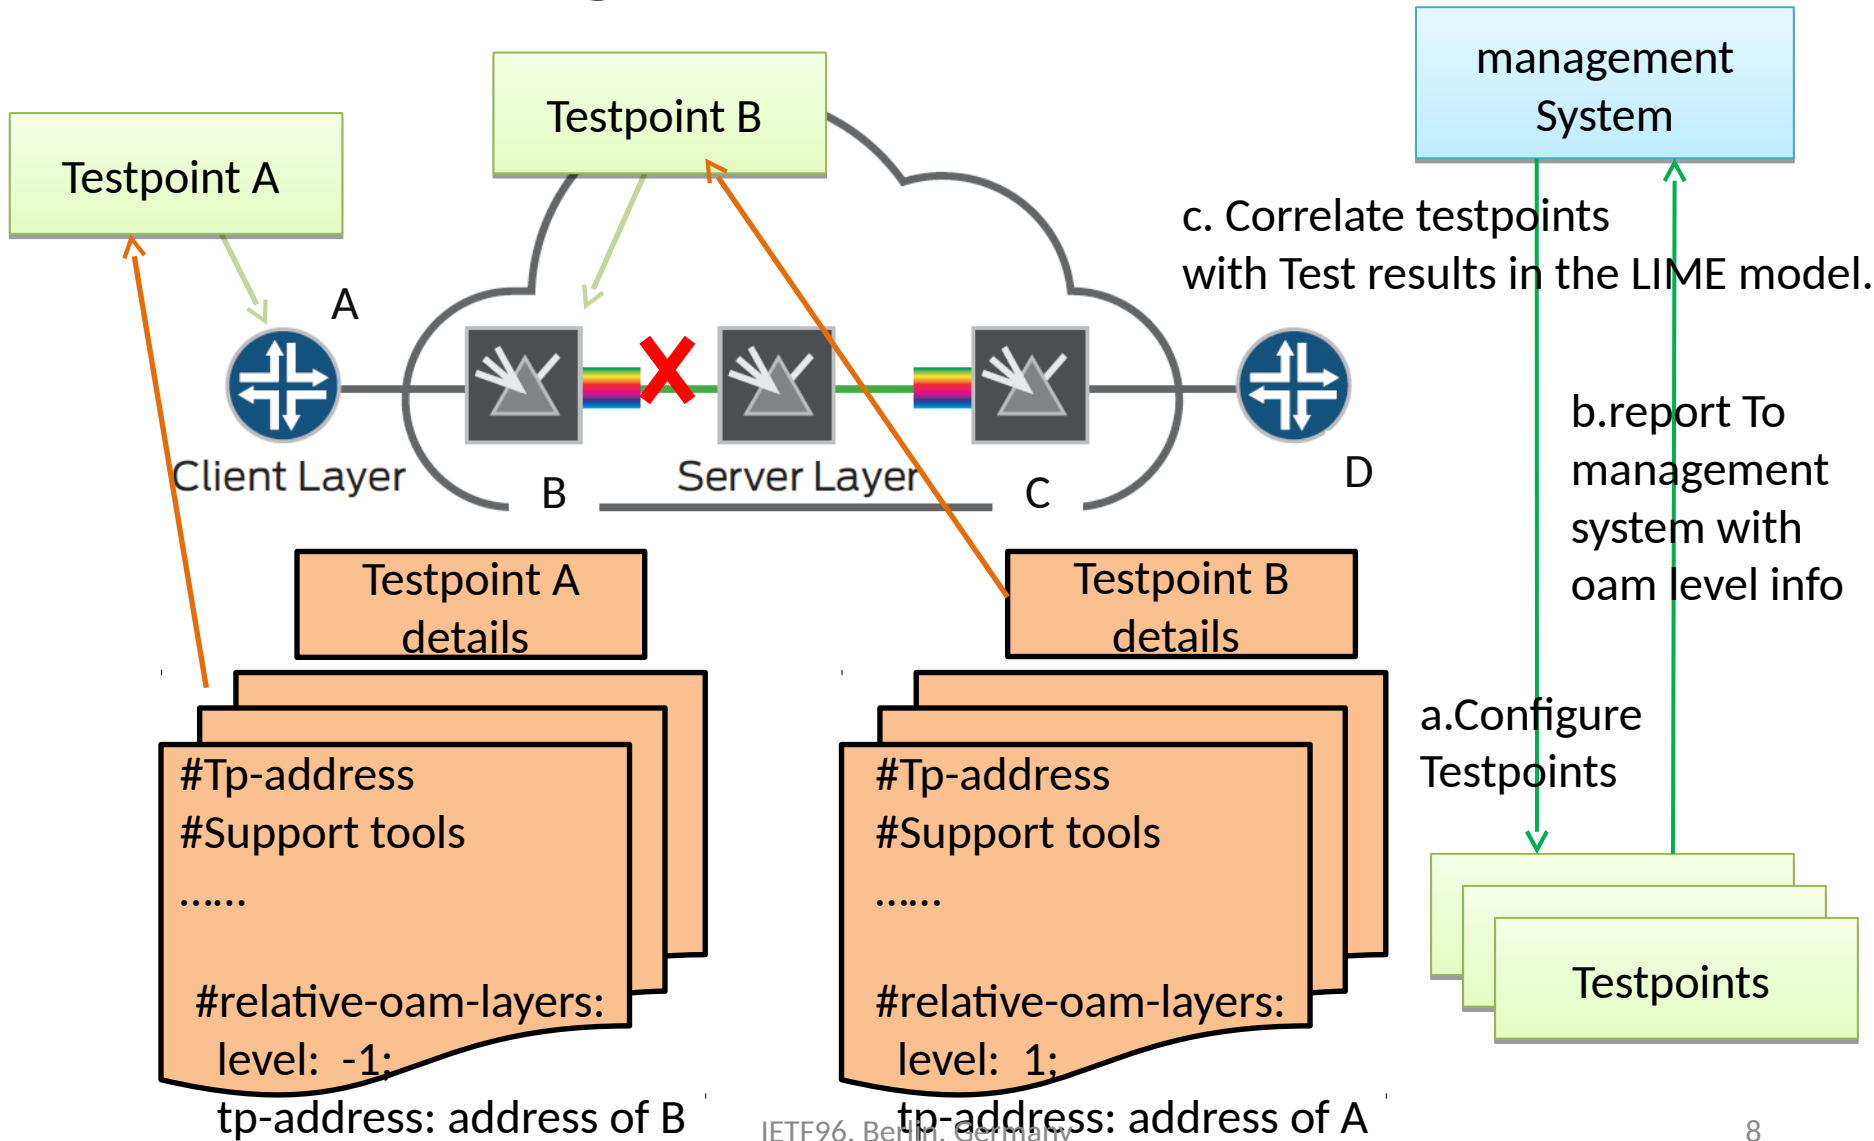 management
System
Testpoint B
Testpoint A
c. Correlate testpoints
with Test results in the LIME model.
A
b.report To
management
system with
oam level info
Client Layer
B
Server Layer
C
D
Testpoint A
details
Testpoint B
details
a.Configure
Testpoints
#Tp-address
#Support tools
......
#relative-oam-layers:
level: -1;
tp-address: address of B
#Tp-address
#Support tools
......
#relative-oam-layers:
level: 1;
tp-address: address of A
Testpoints
IETF96, Berlin, Germany
8